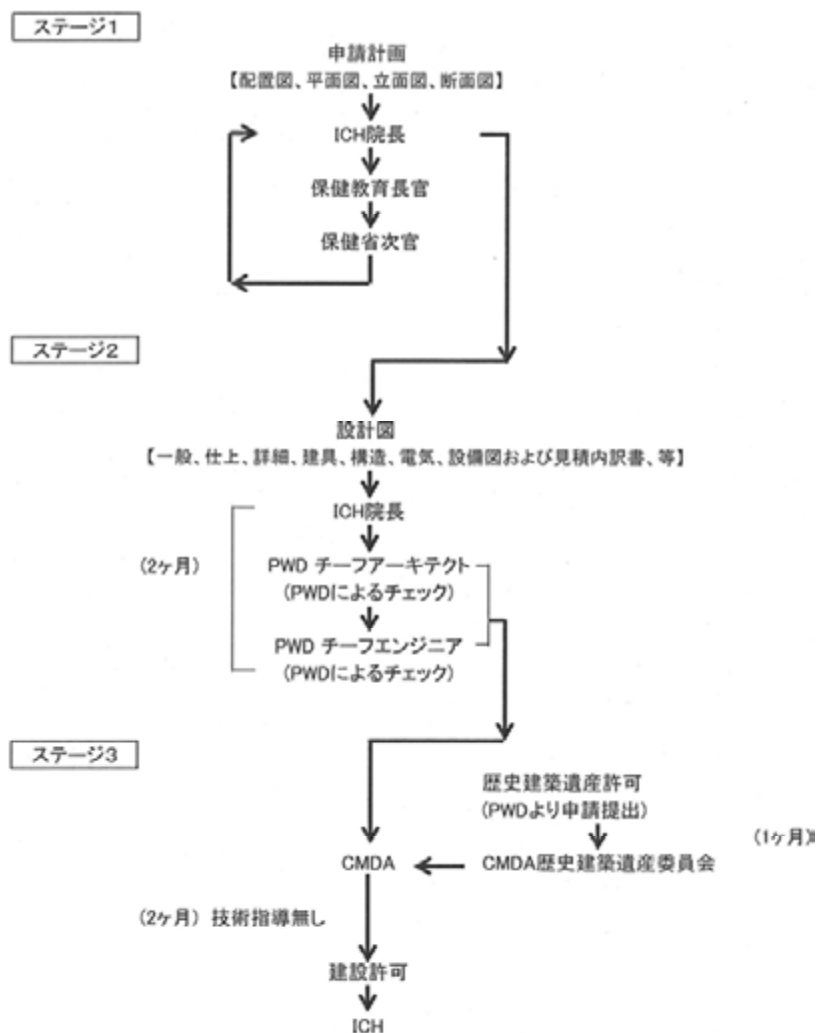 ステージ1
申請計画
【配置図、平面図、立面図、断面図】
ICH院長
保健教育長官
保健省次官
ステージ2
設計図
【一般、仕上、詳細、建具、構造、電気、設備図および見積内訳書、等】
ICH院長
(2ヶ月)
PWD チーフアーキテクト
(PWDによるチェック)
PWD チーフエンジニア
(PWDによるチェック)
ステージ3
歴史建築遺産許可
(PWDより申請提出)
(1ヶ月)
CMDA
CMDA歴史建築遺産委員会
(2ヶ月) 技術指導無し
建設許可
ICH